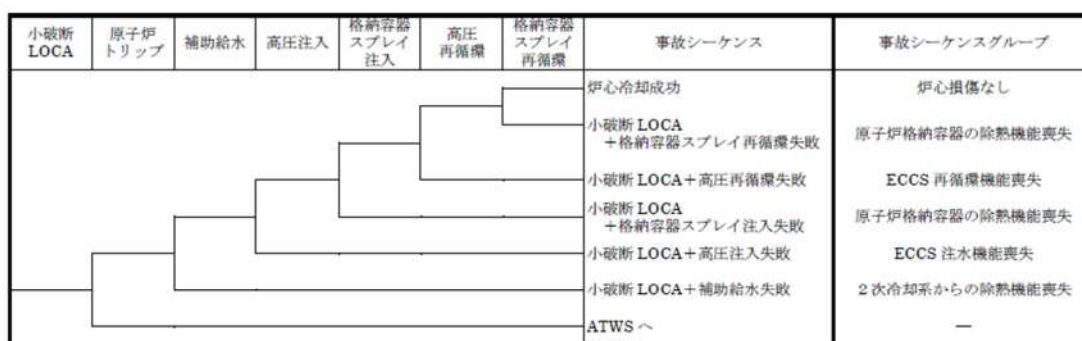 小破断
LOCA
原子炉
トリップ
補助給水
高圧注入
格納容器
スプレイ
注入
高圧
再循環
格納容器
スプレイ
再循環
事故シーケンス
事故シーケンスグループ
炉心冷却成功
炉心損傷なし
小破断 LOCA
＋格納容器スプレイ再循環失敗
原子炉格納容器の除熱機能喪失
小破断 LOCA＋高圧再循環失敗
ECCS 再循環機能喪失
小破断 LOCA
＋格納容器スプレイ注入失敗
原子炉格納容器の除熱機能喪失
小破断 LOCA＋高圧注入失敗
ECCS 注水機能喪失
小破断 LOCA＋補助給水失敗
２次冷却系からの除熱機能喪失
ATWS へ
―